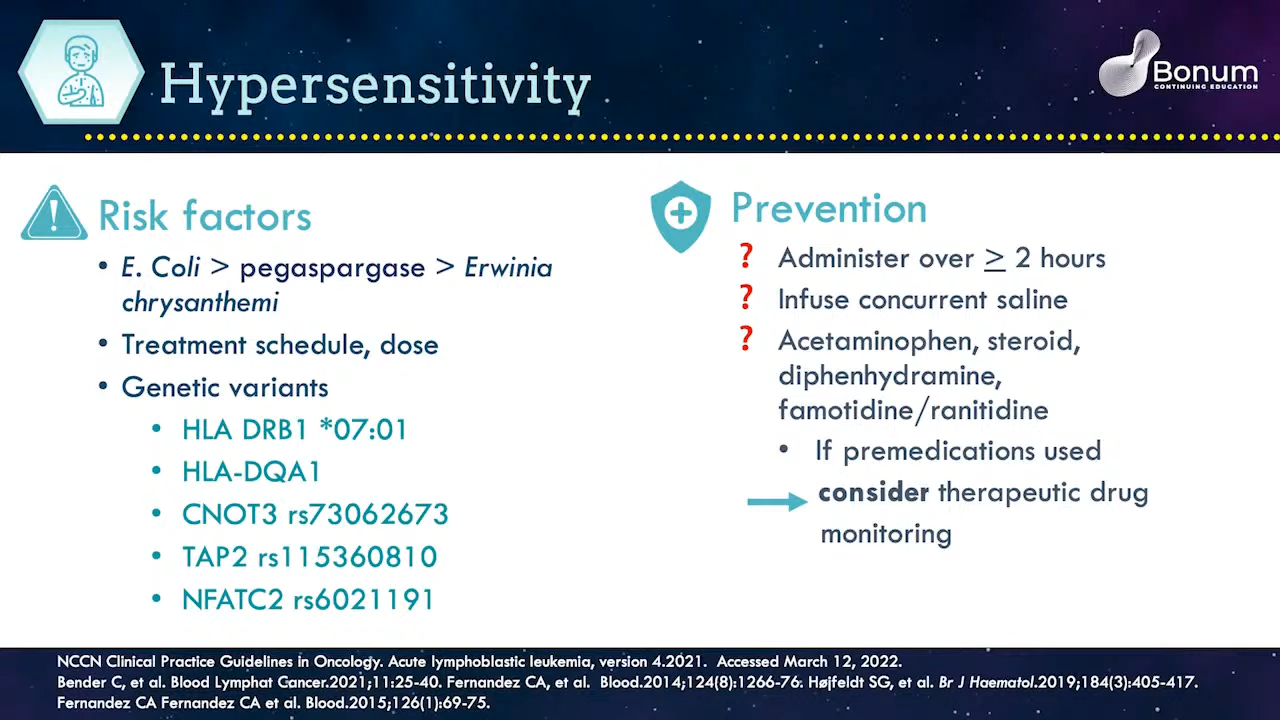 Hypersensitivity
Bonum
CONTINUING EDUCATION
Risk factors
• E. Coli > pegaspargase > Erwinia
chrysanthemi
• Treatment schedule, dose
• Genetic variants
• HLA DRB1 *07:01
• HLA-DQA1
• CNOT3 rs73062673
• TAP2 rs115360810
• NFATC2 rs6021191
Prevention
? Administer over ≥ 2 hours
? Infuse concurrent saline
? Acetaminophen, steroid,
diphenhydramine,
famotidine/ranitidine
• If premedications used
consider therapeutic drug
monitoring
NCCN Clinical Practice Guidelines in Oncology. Acute lymphoblastic leukemia, version 4.2021. Accessed March 12, 2022.
Bender C, et al. Blood Lymphat Cancer.2021;11:25-40. Fernandez CA, et al. Blood.2014;124(8):1266-76. Højfeldt SG, et al. Br J Haematol.2019;184(3):405-417.
Fernandez CA Fernandez CA et al. Blood.2015;126(1):69-75.